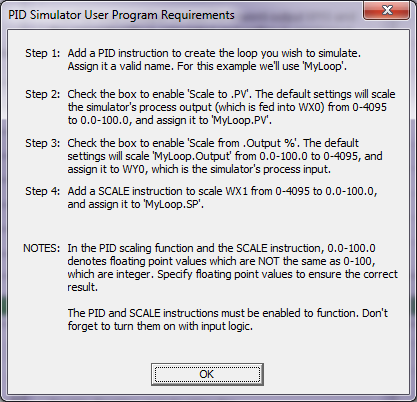 PID Simulator User Program Requirements
Step 1: Add a PID instruction to create the loop you wish to simulate.
Assign it a valid name. For this example we'll use 'MyLoop'.
Step 2: Check the box to enable 'Scale to .PV'. The default settings will scale
the simulator's process output (which is fed into WX0) from 0-4095
to 0.0-100.0, and assign it to 'MyLoop.PV'.
Step 3: Check the box to enable 'Scale from .Output %'. The default
settings will scale 'MyLoop.Output' from 0.0-100.0 to 0-4095, and
assign it to WY0, which is the simulator's process input.
Step 4: Add a SCALE instruction to scale WX1 from 0-4095 to 0.0-100.0,
and assign it to 'MyLoop.SP'.
NOTES: In the PID scaling function and the SCALE instruction, 0.0-100.0
denotes floating point values which are NOT the same as 0-100,
which are integer. Specify floating point values to ensure the correct
result.
The PID and SCALE instructions must be enabled to function. Don't
forget to turn them on with input logic.
OK